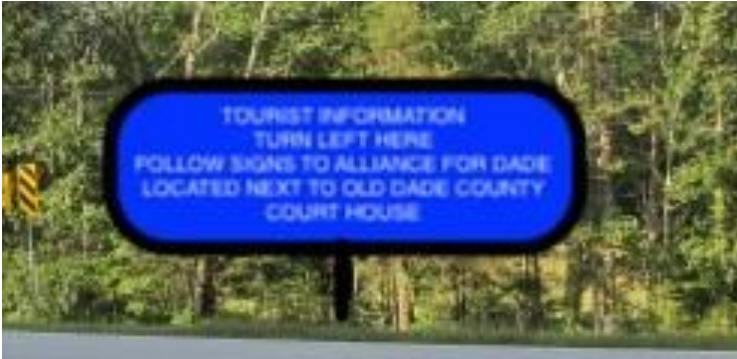 TOURIST INFORMATION
TURN LEFT HERE
FOLLOW SIGNS TO ALLIANCE FOR DADE
LOCATED NEXT TO OLD DADE COUNTY
COURT HOUSE